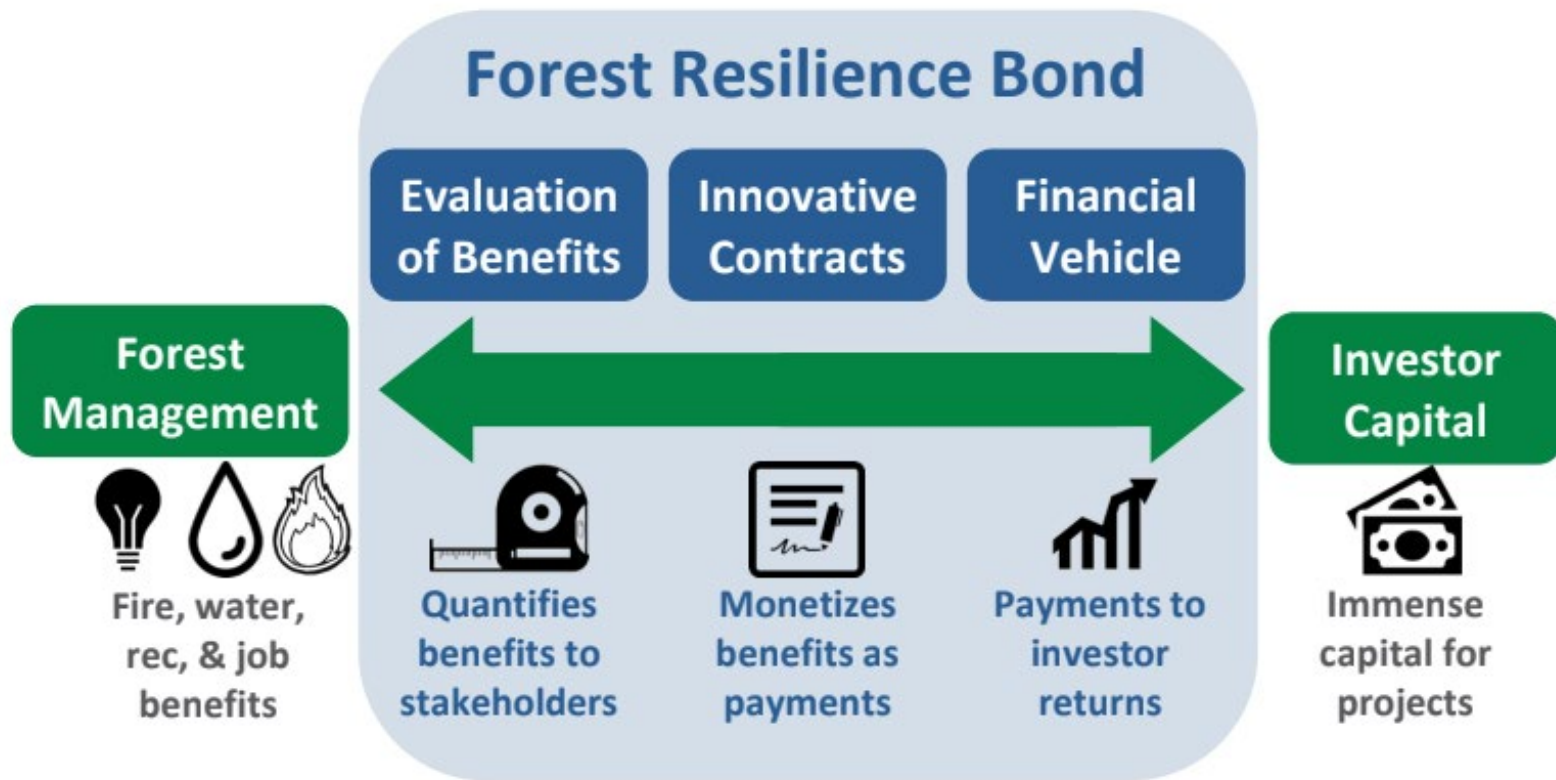 Forest Resilience Bond
Evaluation
of Benefits
Innovative
Contracts
Financial
Vehicle
Forest
Management
Investor
Capital
Fire, water,
rec, & job
benefits
Quantifies
benefits to
stakeholders
Monetizes
benefits as
payments
Payments to
investor
returns
Immense
capital for
projects